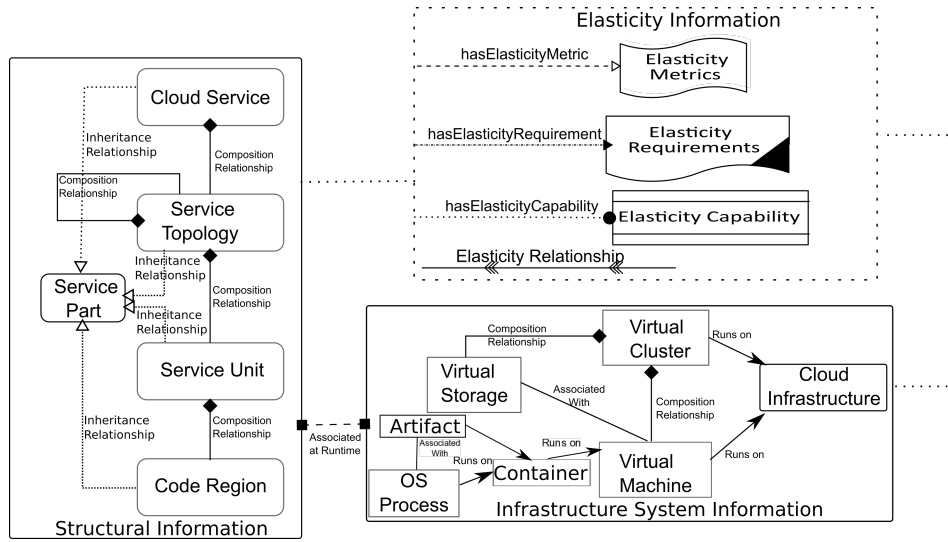 Elasticity Information
hasElasticityMetric
Elasticity
Metrics
hasElasticityRequirement
Elasticity
Requirements
hasElasticityCapability
Elasticity Capability
Elasticity Relationship
Cloud Service
Inheritance
Relationship
Composition
Relationship
Composition
Relationship
Service
Topology
Inheritance
Relationship
Service
Part
Composition
Relationship
Inheritance
Relationship
Service Unit
Inheritance
Relationship
Composition
Relationship
Code Region
Structural Information
Associated
at Runtime
Composition
Relationship
Virtual
Cluster
Runs on
Virtual
Storage
Associated
With
Composition
Relationship
Cloud
Infrastructure
Artifact
Associated
With
Runs on
Runs on
Container
Virtual
Machine
Runs on
OS
Process
Infrastructure System Information